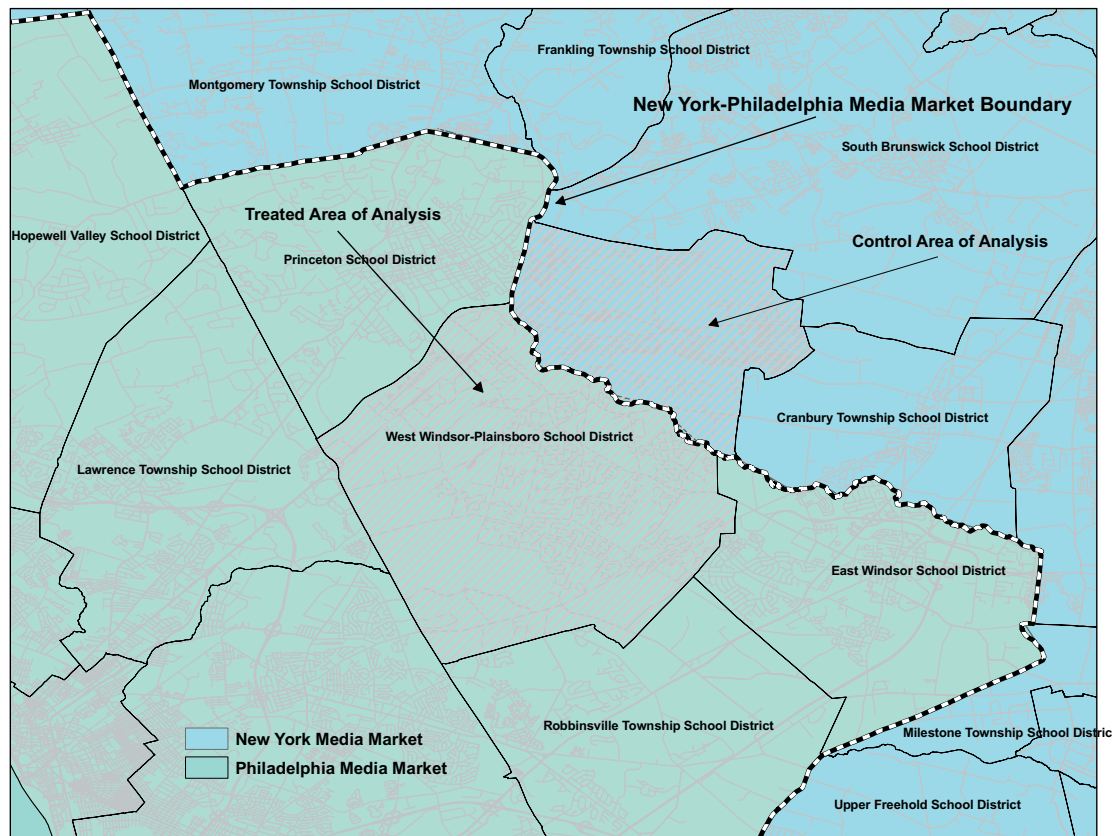 Frankling Township School District
Montgomery Township School District
New York-Philadelphia Media Market Boundary
South Brunswick School District
Treated Area of Analysis
Hopewell Valley School District
Control Area of Analysis
Princeton School District
Cranbury Township School District
West Windsor-Plainsboro School District
Lawrence Township School District
East Windsor School District
Robbinsville Township School District
Milestone Township School Distric
New York Media Market
Philadelphia Media Market
Upper Freehold School District